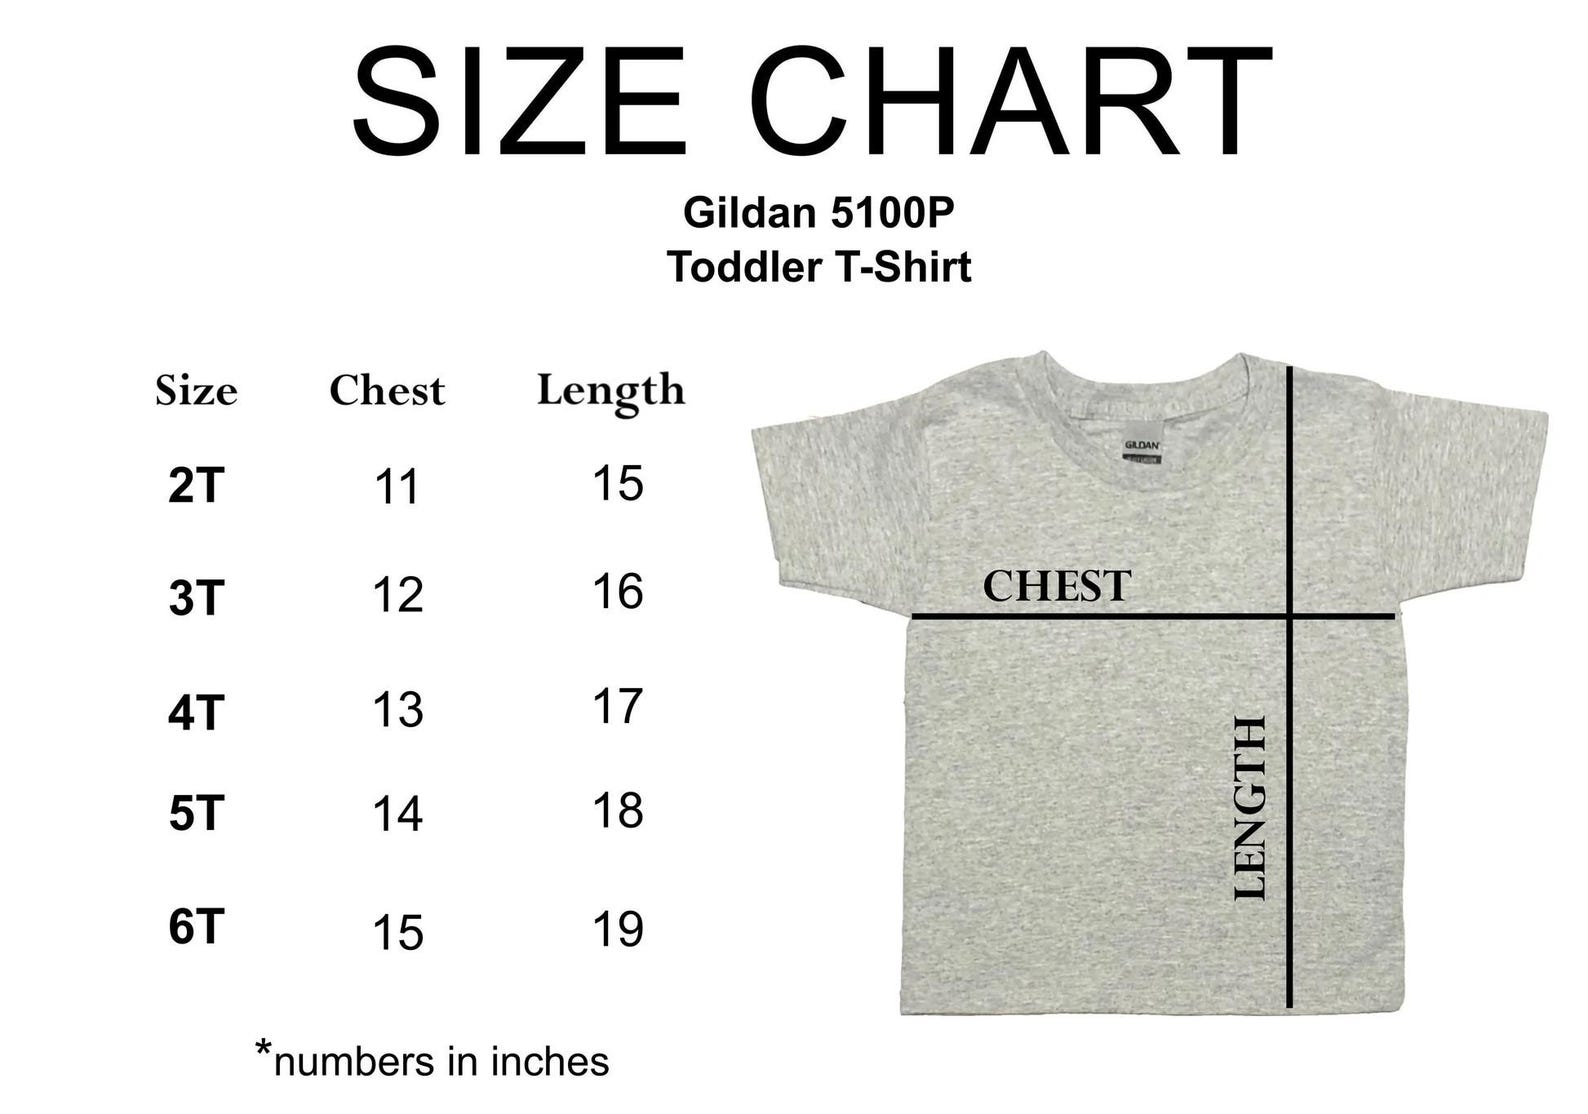 SIZE CHART
Gildan 5100P
Toddler T-Shirt
Size Chest Length
2T 11 15
3T 12 16
4T 13 17
5T 14 18
6T 15 19
*numbers in inches
GILDAN
CHEST
LENGTH